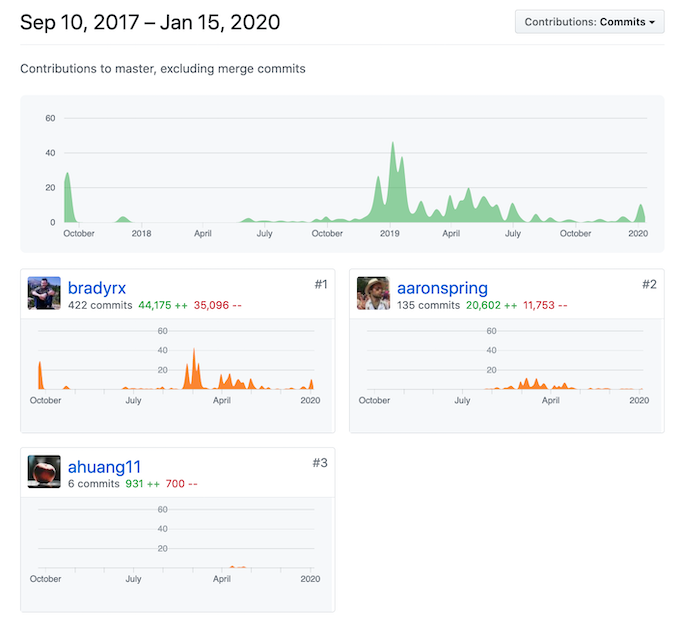 Sep 10, 2017 – Jan 15, 2020
Contributions: Commits
Contributions to master, excluding merge commits
60
40
20
0
October 2018 April July October 2019 April July October 2020
bradyrx #1
422 commits 44,175 ++ 35,096 --
60
40
20
October July April 2020
aaronspring #2
135 commits 20,602 ++ 11,753 --
60
40
20
October July April 2020
ahuang11 #3
6 commits 931 ++ 700 --
60
40
20
October July April 2020